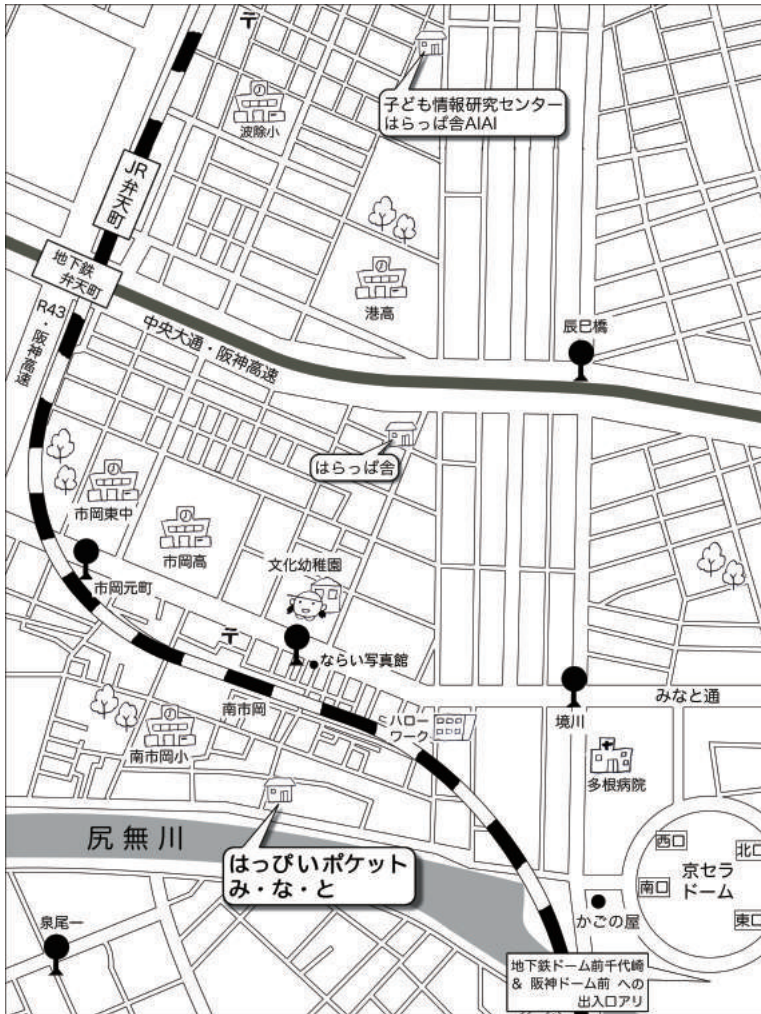 〒
子ども情報研究センター
はらっぱ舎AIAI
波除小
JR
弁天町
地下鉄
弁天町
港高
R43・阪神高速
中央大通・阪神高速
辰巳橋
はらっぱ舎
市岡東中
市岡高
文化幼稚園
市岡元町
〒
ならい写真館
みなと通
南市岡
ハロー
ワーク
境川
南市岡小
多根病院
尻無川
はっぴいポケット
み・な・と
西口
北口
京セラ
ドーム
南口
東口
かごの屋
泉尾一
地下鉄ドーム前千代崎
& 阪神ドーム前 への
出入口アリ